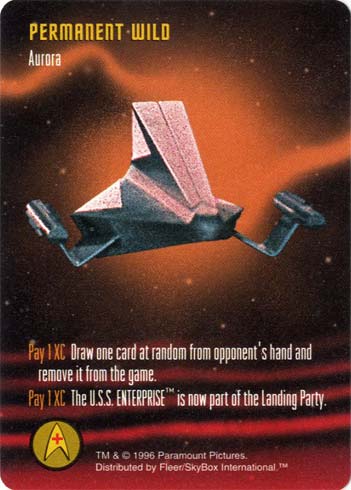 PERMANENT WILD
Aurora
Pay 1 XC Draw one card at random from opponent's hand and
remove it from the game.
Pay 1 XC The U.S.S. ENTERPRISE™ is now part of the Landing Party.
TM & © 1996 Paramount Pictures.
Distributed by Fleer/SkyBox International.™